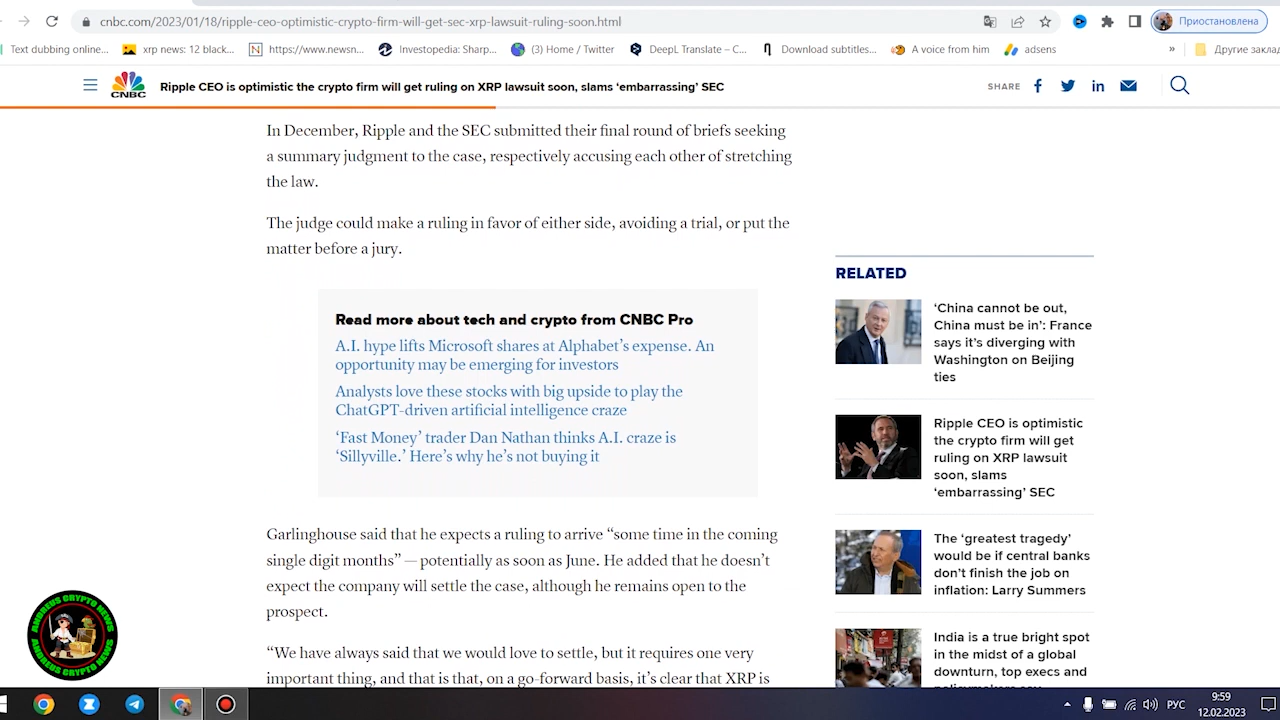 cnbc.com/2023/01/18/ripple-ceo-optimistic-crypto-firm-will-get-sec-xrp-lawsuit-ruling-soon.html
Приостановлена
Text dubbing online...
xrp news: 12 black...
https://www.newsn...
Investopedia: Sharp...
(3) Home / Twitter
DeepL Translate – C...
Download subtitles...
A voice from him
adsens
»
Другие закла
CNBC
Ripple CEO is optimistic the crypto firm will get ruling on XRP lawsuit soon, slams ‘embarrassing’ SEC
SHARE
In December, Ripple and the SEC submitted their final round of briefs seeking
a summary judgment to the case, respectively accusing each other of stretching
the law.
The judge could make a ruling in favor of either side, avoiding a trial, or put the
matter before a jury.
Read more about tech and crypto from CNBC Pro
A.I. hype lifts Microsoft shares at Alphabet’s expense. An
opportunity may be emerging for investors
Analysts love these stocks with big upside to play the
ChatGPT-driven artificial intelligence craze
‘Fast Money’ trader Dan Nathan thinks A.I. craze is
‘Sillyville.’ Here’s why he’s not buying it
Garlinghouse said that he expects a ruling to arrive “some time in the coming
single digit months” — potentially as soon as June. He added that he doesn’t
expect the company will settle the case, although he remains open to the
prospect.
“We have always said that we would love to settle, but it requires one very
important thing, and that is that, on a go-forward basis, it’s clear that XRP is
RELATED
‘China cannot be out,
China must be in’: France
says it’s diverging with
Washington on Beijing
ties
Ripple CEO is optimistic
the crypto firm will get
ruling on XRP lawsuit
soon, slams
‘embarrassing’ SEC
The ‘greatest tragedy’
would be if central banks
don’t finish the job on
inflation: Larry Summers
India is a true bright spot
in the midst of a global
downturn, top execs and
policymakers say
ANDREUS CRYPTO NEWS
ANDREUS CRYPTO NEWS
РУС
9:59
12.02.2023